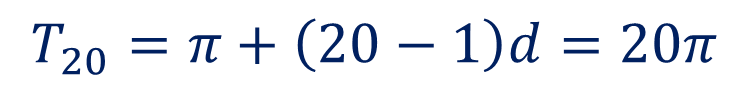 T₂₀ = π + (20 − 1)d = 20π